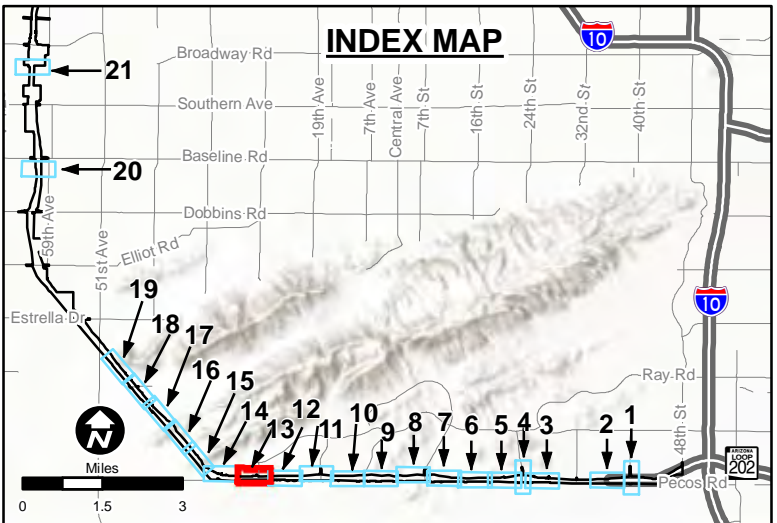 INDEX MAP
10
Broadway Rd
21
Southern Ave
19th Ave
7th Ave
Central Ave
7th St
16th St
24th St
32nd St
40th St
Baseline Rd
20
Dobbins Rd
59th Ave
51st Ave
Elliot Rd
10
Estrella Dr
19
18
17
16
15
14
13
12
11
10
9
8
7
6
5
4
3
2
1
Ray Rd
48th St
ARIZONA
LOOP
202
Pecos Rd
N
Miles
0 1.5 3